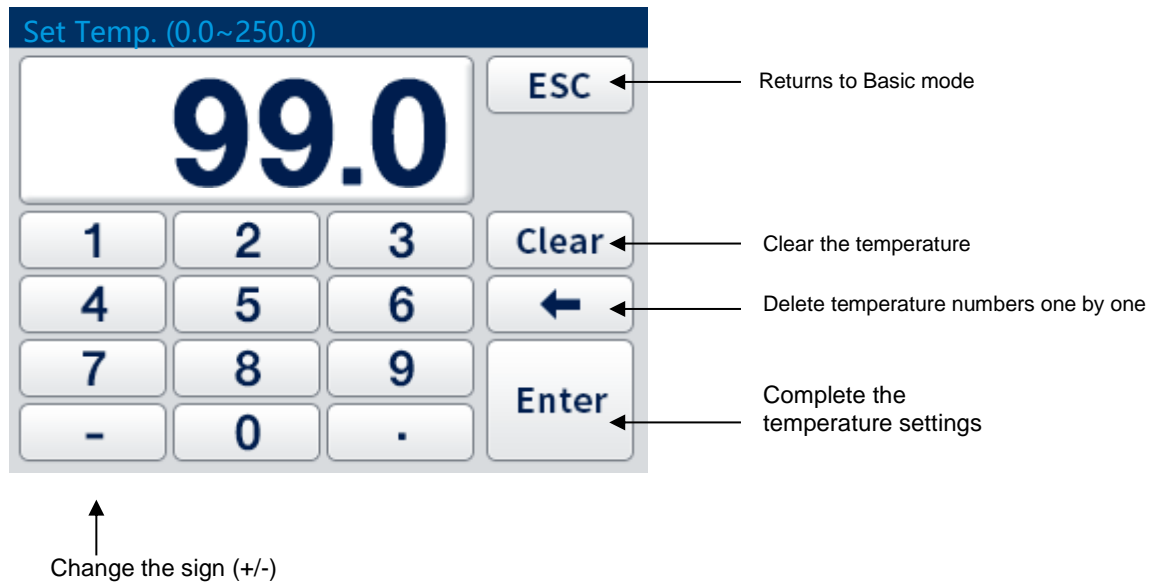 Set Temp. (0.0~250.0)
99.0
ESC
Returns to Basic mode
1 2 3 Clear
Clear the temperature
4 5 6
Delete temperature numbers one by one
7 8 9
Enter
Complete the
temperature settings
- 0 .
Change the sign (+/-)